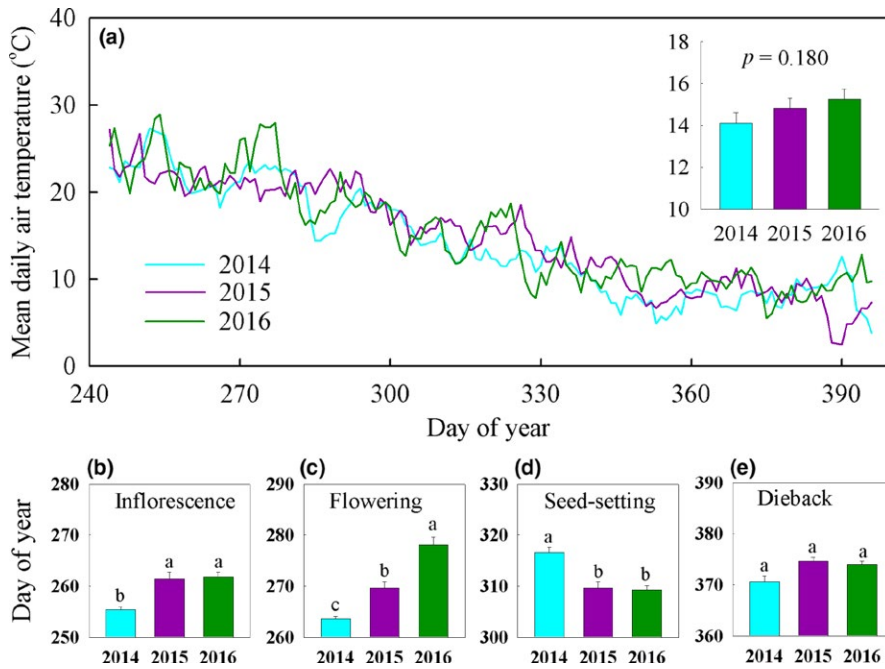 (a)
Mean daily air temperature (°C)
40
30
20
10
0
240
270
300
330
360
390
Day of year
2014
2015
2016
18
16
14
12
10
p = 0.180
2014 2015 2016
Day of year
(b)
Inflorescence
280
270
260
250
b
a
a
2014 2015 2016
(c)
Flowering
290
280
270
260
c
b
a
2014 2015 2016
(d)
Seed-setting
330
320
310
300
a
b
b
2014 2015 2016
(e)
Dieback
390
380
370
360
a
a
a
2014 2015 2016